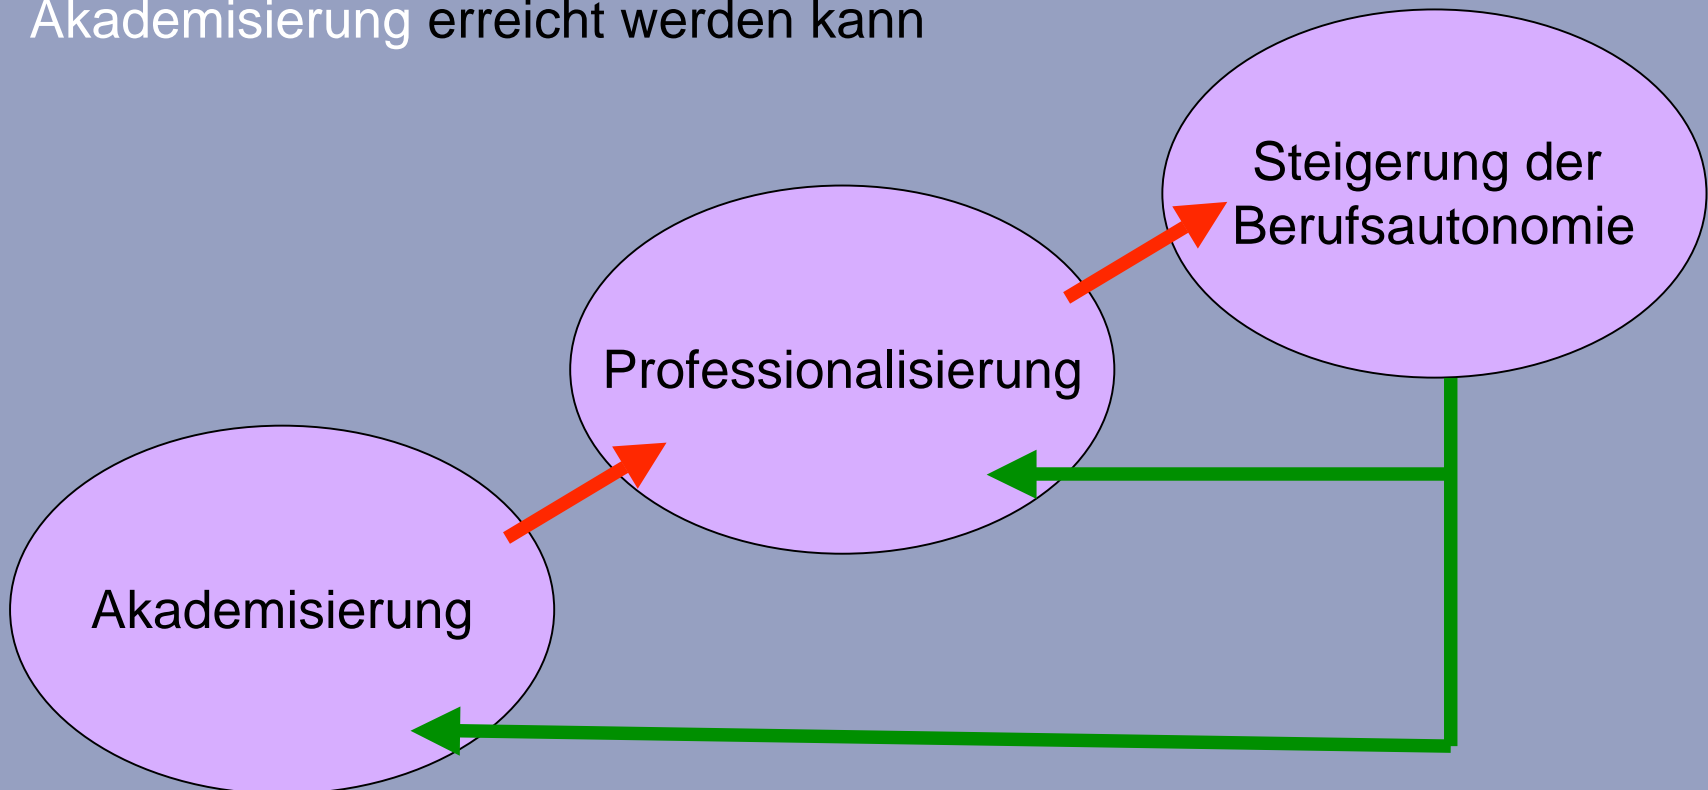 Akademisierung erreicht werden kann
Steigerung der
Berufsautonomie
Professionalisierung
Akademisierung